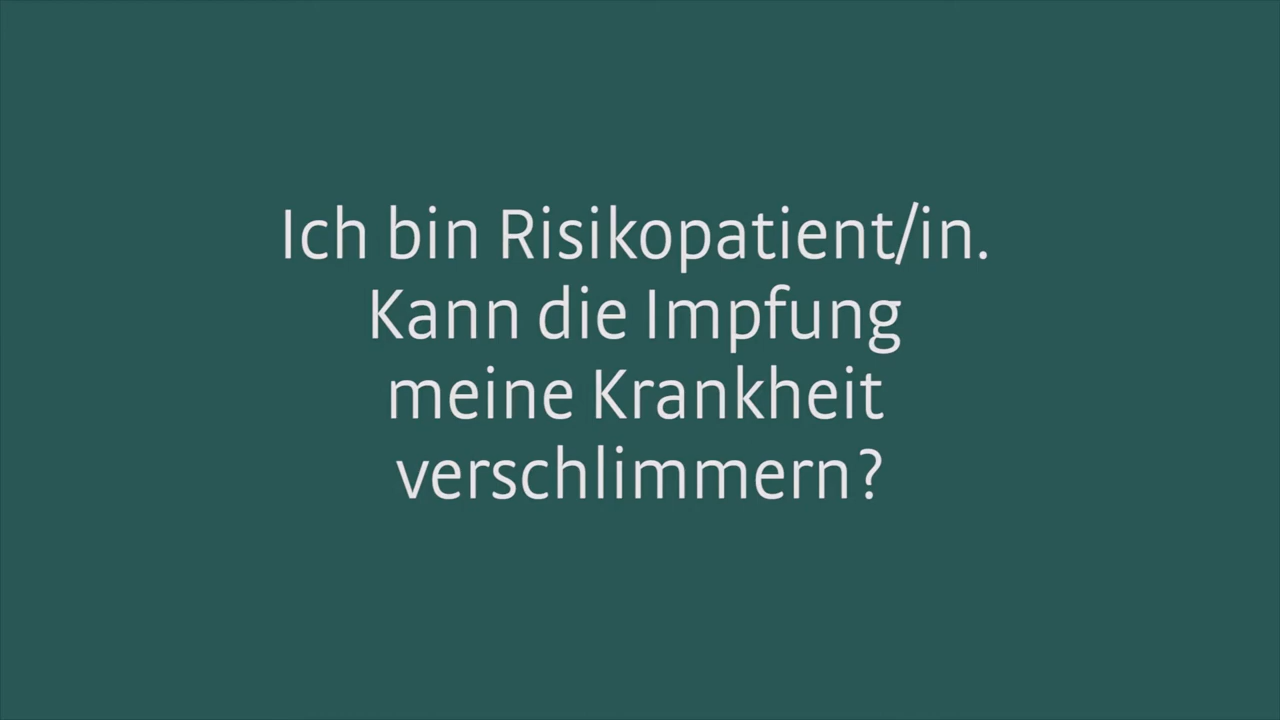 Ich bin Risikopatient/in.
Kann die Impfung
meine Krankheit
verschlimmern?